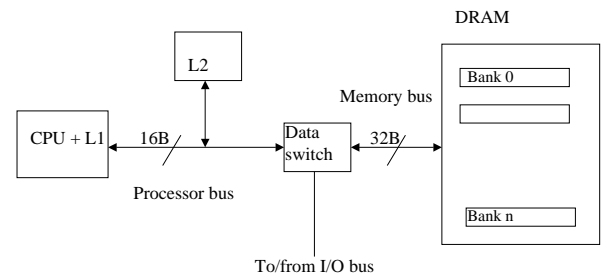 DRAM
L2
Bank 0
Memory bus
CPU + L1
16B
Data
switch
32B
Processor bus
Bank n
To/from I/O bus